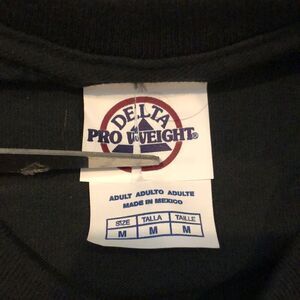 DELTA
PRO WEIGHT®
ADULT ADULTO ADULTE
MADE IN MEXICO
SIZE TALLA TAILLE
M M M